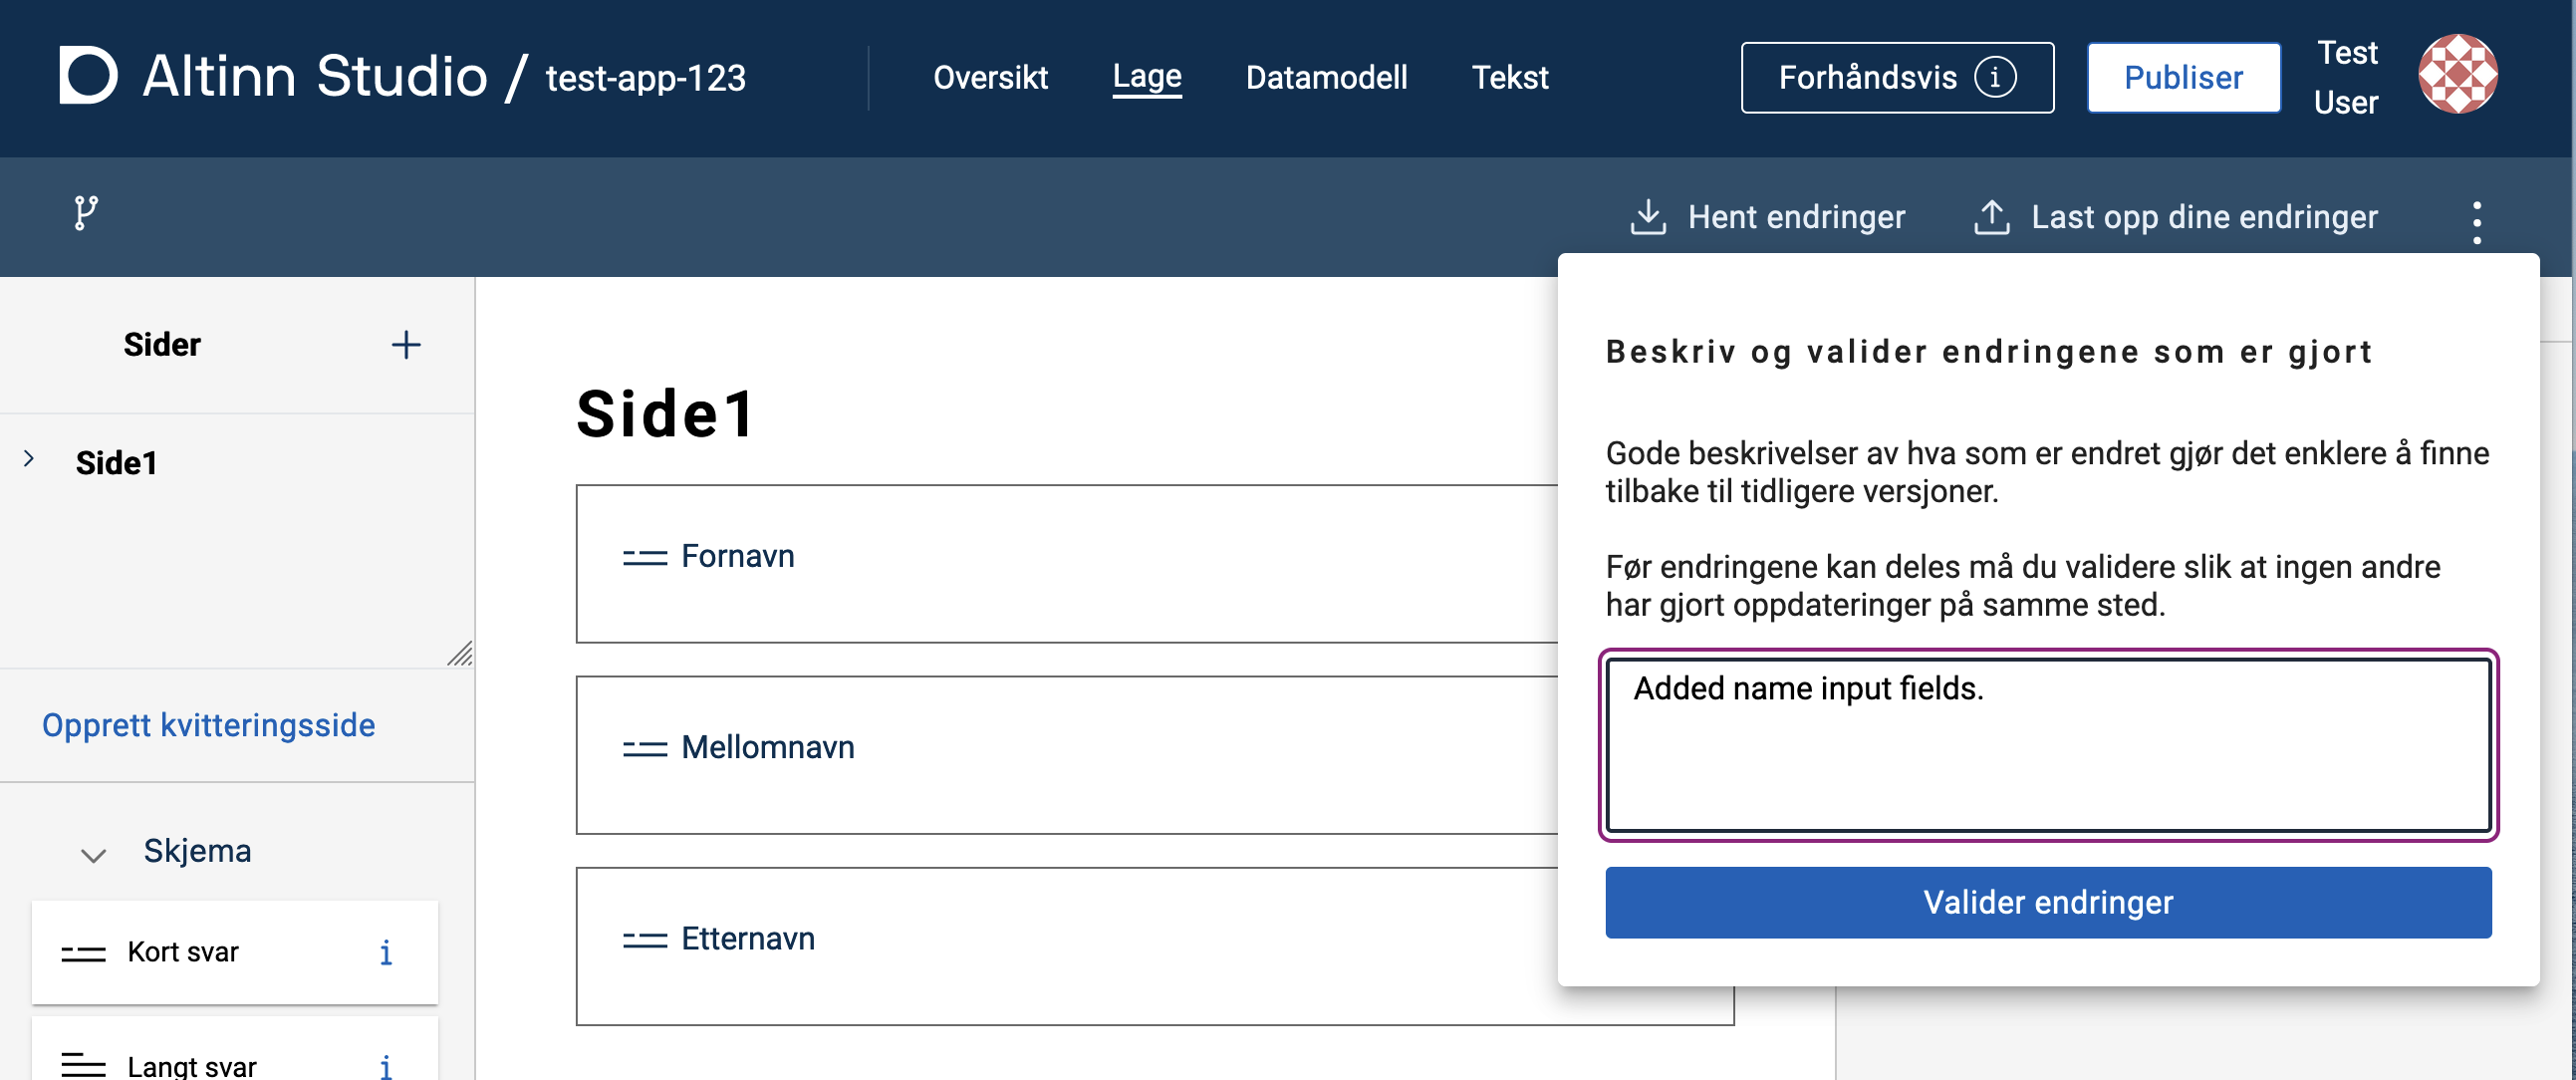 Altinn Studio / test-app-123
Oversikt
Lage
Datamodell
Tekst
Forhåndsvis
Publiser
Test
User
Hent endringer
Last opp dine endringer
Sider
Side1
Opprett kvitteringsside
Skjema
Kort svar
Langt svar
Side1
Fornavn
Mellomnavn
Etternavn
Beskriv og valider endringene som er gjort
Gode beskrivelser av hva som er endret gjør det enklere å finne
tilbake til tidligere versjoner.
Før endringene kan deles må du validere slik at ingen andre
har gjort oppdateringer på samme sted.
Added name input fields.
Valider endringer